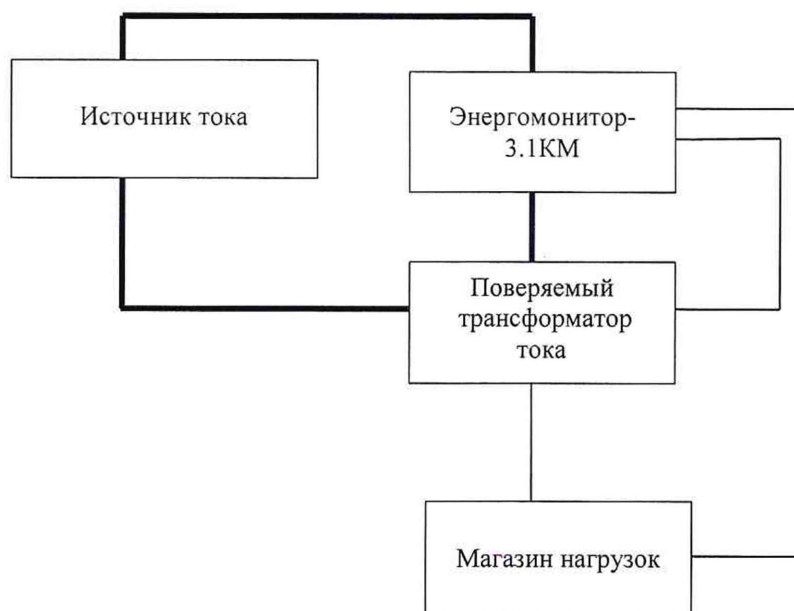 Источник тока
Энергомонитор-
3.1КМ
Поверяемый
трансформатор
тока
Магазин нагрузок